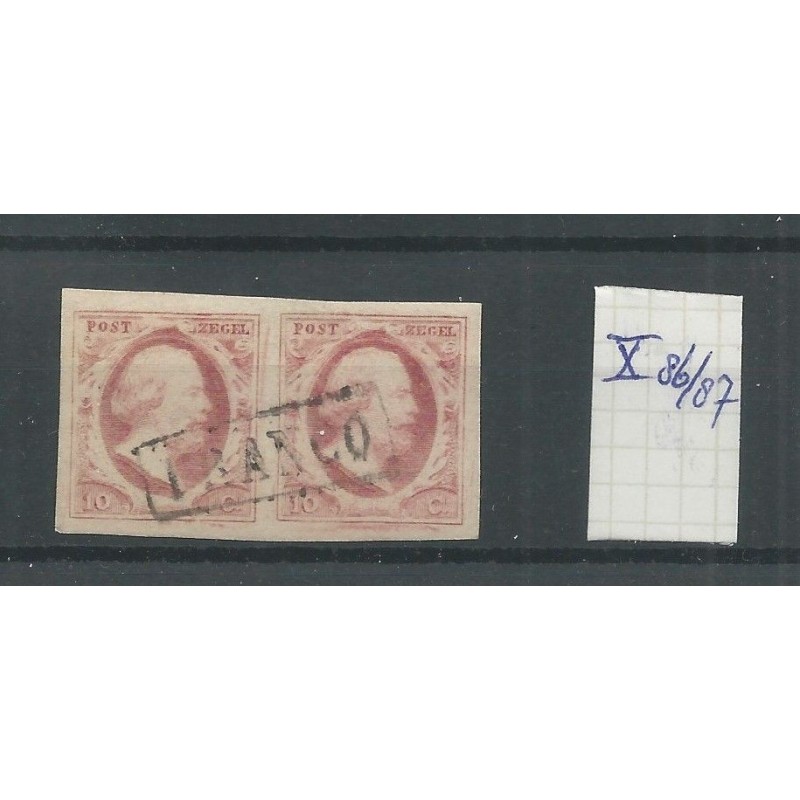 POST ZEGEL POST ZEGEL
FRANCO
10 C. 10 C.
X 86/87